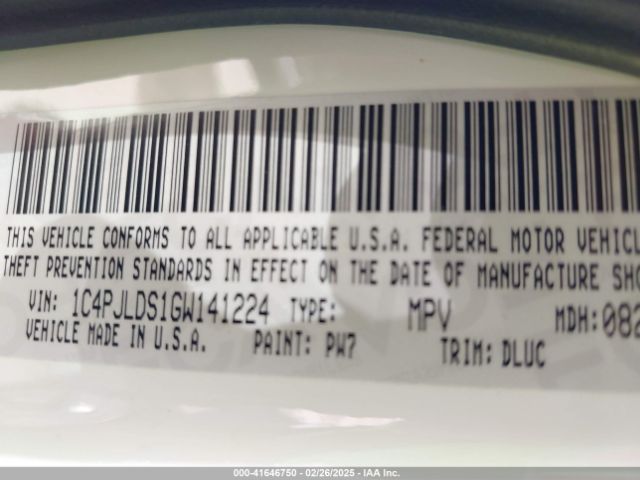 THIS VEHICLE CONFORMS TO ALL APPLICABLE U.S.A. FEDERAL MOTOR VEHICL
THEFT PREVENTION STANDARDS IN EFFECT ON THE DATE OF MANUFACTURE SHO
VIN: 1C4PJLDS1GW141224 TYPE: MPV MDH:082
VEHICLE MADE IN U.S.A. PAINT: PW7 TRIM: DLUC
000-41646750 | 02/26/2025 - IAA Inc.